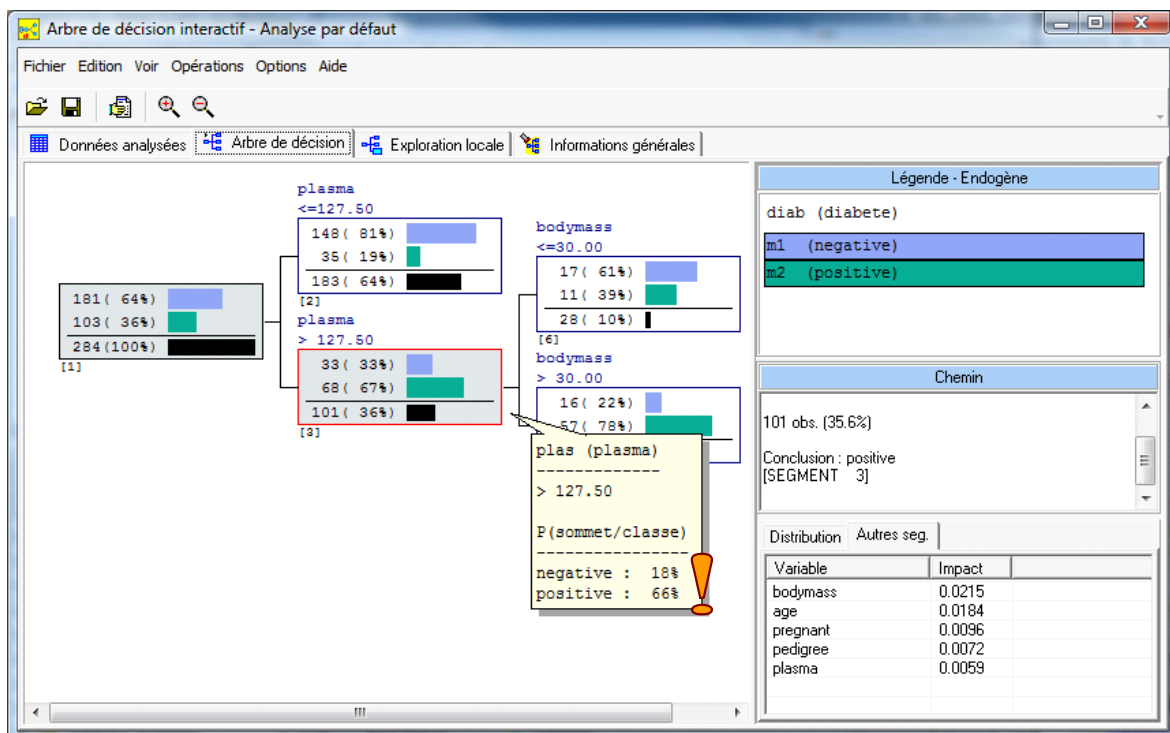 Arbre de décision interactif - Analyse par défaut
Fichier Edition Voir Opérations Options Aide
Données analysées Arbre de décision Exploration locale Informations générales
181( 64%)
103( 36%)
284(100%)
[1]
plasma
<=127.50
148( 81%)
35( 19%)
183( 64%)
[2]
plasma
> 127.50
33( 33%)
68( 67%)
101( 36%)
[3]
bodymass
<=30.00
17( 61%)
11( 39%)
28( 10%)
[6]
bodymass
> 30.00
16( 22%)
57( 78%)
plas (plasma)
-------------
> 127.50
P(sommet/classe)
----------------
negative : 18%
positive : 66%
!
Légende - Endogène
diab (diabete)
m1 (negative)
m2 (positive)
Chemin
101 obs. (35.6%)
Conclusion : positive
[SEGMENT 3]
Distribution Autres seg.
Variable Impact
bodymass 0.0215
age 0.0184
pregnant 0.0096
pedigree 0.0072
plasma 0.0059